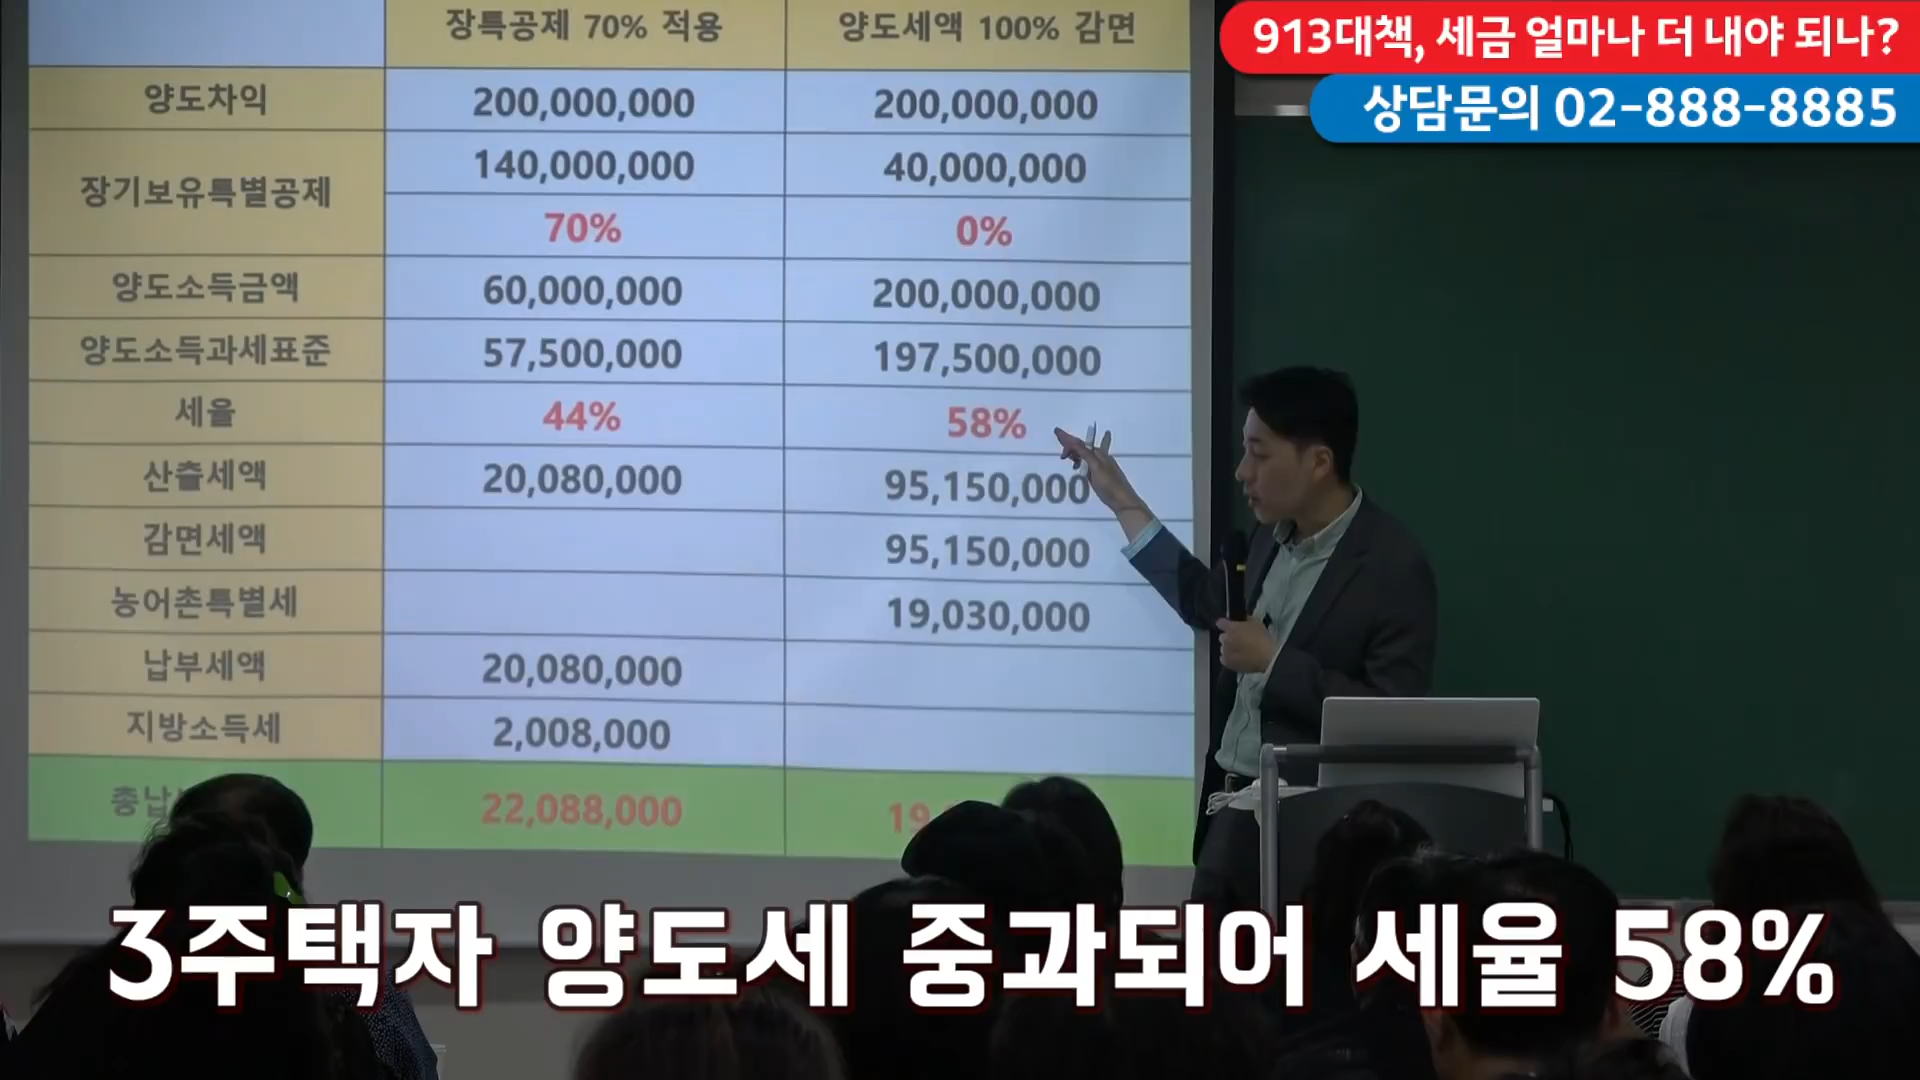 913대책, 세금 얼마나 더 내야 되나?
상담문의 02-888-8885
장특공제 70% 적용 양도세액 100% 감면
양도차익 200,000,000 200,000,000
장기보유특별공제 140,000,000 40,000,000
70% 0%
양도소득금액 60,000,000 200,000,000
양도소득과세표준 57,500,000 197,500,000
세율 44% 58%
산출세액 20,080,000 95,150,000
감면세액 95,150,000
농어촌특별세 19,030,000
납부세액 20,080,000
지방소득세 2,008,000
총납 22,088,000 19
3주택자 양도세 중과되어 세율 58%